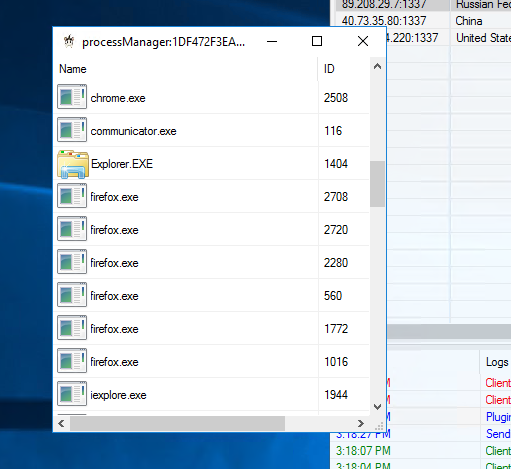 89.208.29.7:1337 Russian Fed
40.73.35.80:1337 China
4.220:1337 United State
processManager:1DF472F3EA...
Name ID
chrome.exe 2508
communicator.exe 116
Explorer.EXE 1404
firefox.exe 2708
firefox.exe 2720
firefox.exe 2280
firefox.exe 560
firefox.exe 1772
firefox.exe 1016
iexplore.exe 1944
Logs
M Client
M Client
M Plugin
3:18:27 PM Send
3:18:07 PM Client
3:18:04 PM Client